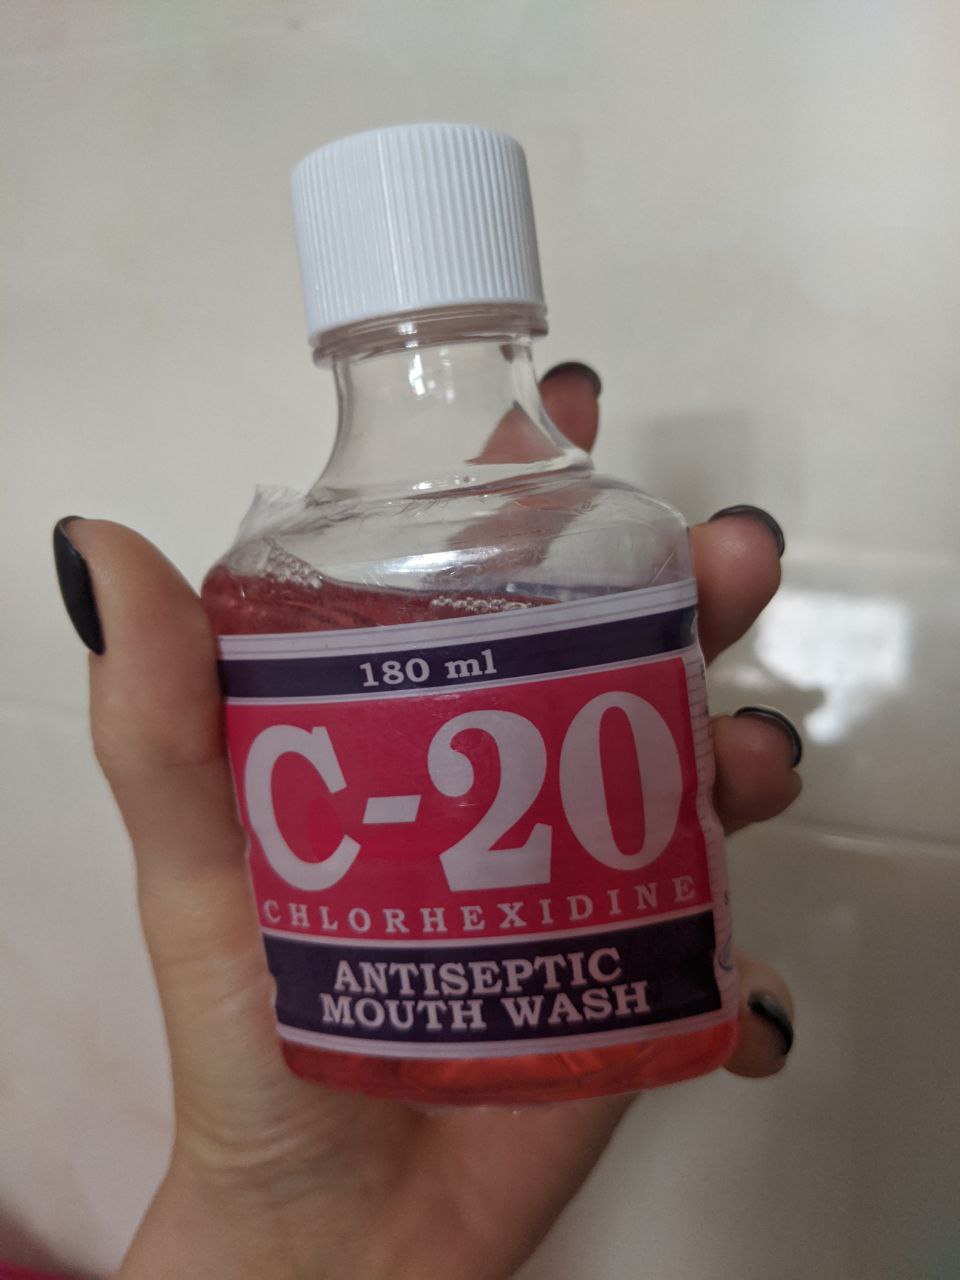 180 ml
C-20
CHLORHEXIDINE
ANTISEPTIC
MOUTH WASH